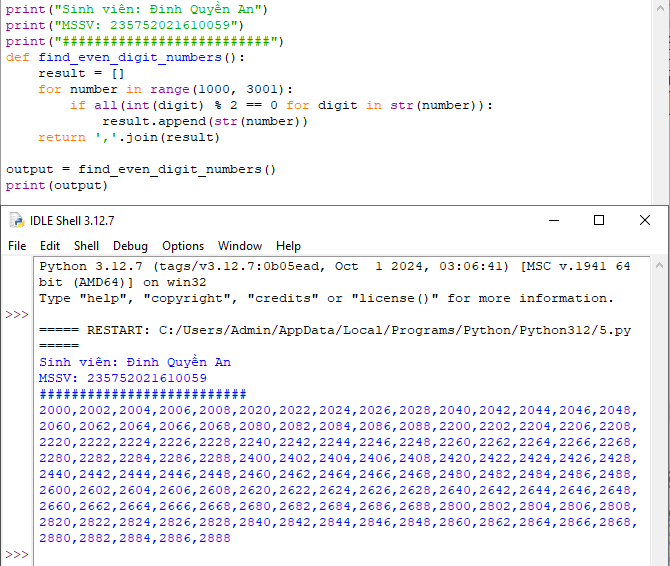 print("Sinh viên: Đinh Quyền An")
print("MSSV: 235752021610059")
print("##########################")
def find_even_digit_numbers():
    result = []
    for number in range(1000, 3001):
        if all(int(digit) % 2 == 0 for digit in str(number)):
            result.append(str(number))
    return ','.join(result)

output = find_even_digit_numbers()
print(output)
IDLE Shell 3.12.7
File Edit Shell Debug Options Window Help
Python 3.12.7 (tags/v3.12.7:0b05ead, Oct  1 2024, 03:06:41) [MSC v.1941 64
bit (AMD64)] on win32
Type "help", "copyright", "credits" or "license()" for more information.
>>>
===== RESTART: C:/Users/Admin/AppData/Local/Programs/Python/Python312/5.py
=====
Sinh viên: Đinh Quyền An
MSSV: 235752021610059
##########################
2000,2002,2004,2006,2008,2020,2022,2024,2026,2028,2040,2042,2044,2046,2048,
2060,2062,2064,2066,2068,2080,2082,2084,2086,2088,2200,2202,2204,2206,2208,
2220,2222,2224,2226,2228,2240,2242,2244,2246,2248,2260,2262,2264,2266,2268,
2280,2282,2284,2286,2288,2400,2402,2404,2406,2408,2420,2422,2424,2426,2428,
2440,2442,2444,2446,2448,2460,2462,2464,2466,2468,2480,2482,2484,2486,2488,
2600,2602,2604,2606,2608,2620,2622,2624,2626,2628,2640,2642,2644,2646,2648,
2660,2662,2664,2666,2668,2680,2682,2684,2686,2688,2800,2802,2804,2806,2808,
2820,2822,2824,2826,2828,2840,2842,2844,2846,2848,2860,2862,2864,2866,2868,
2880,2882,2884,2886,2888
>>>